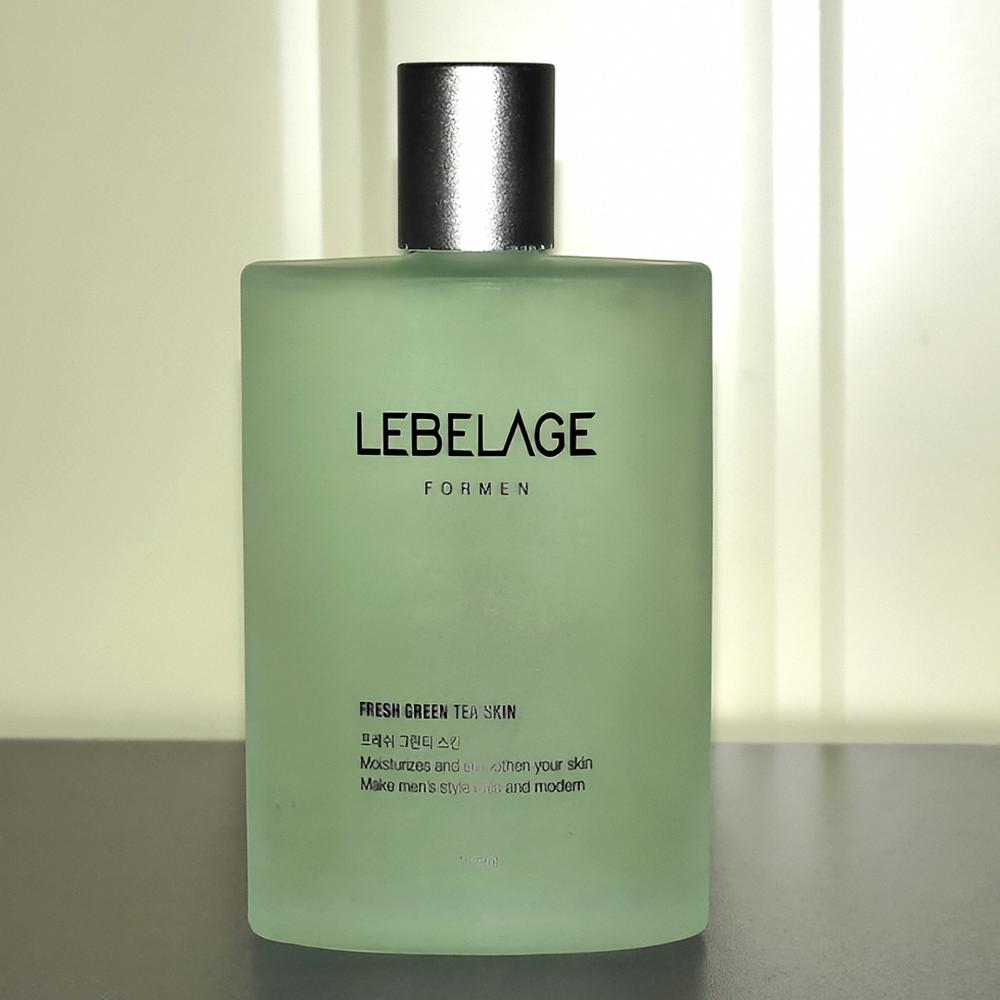 LEBELAGE
FORMEN
FRESH GREEN TEA SKIN
프레쉬 그린티 스킨
Moisturizes and your skin
Make men's style and modern